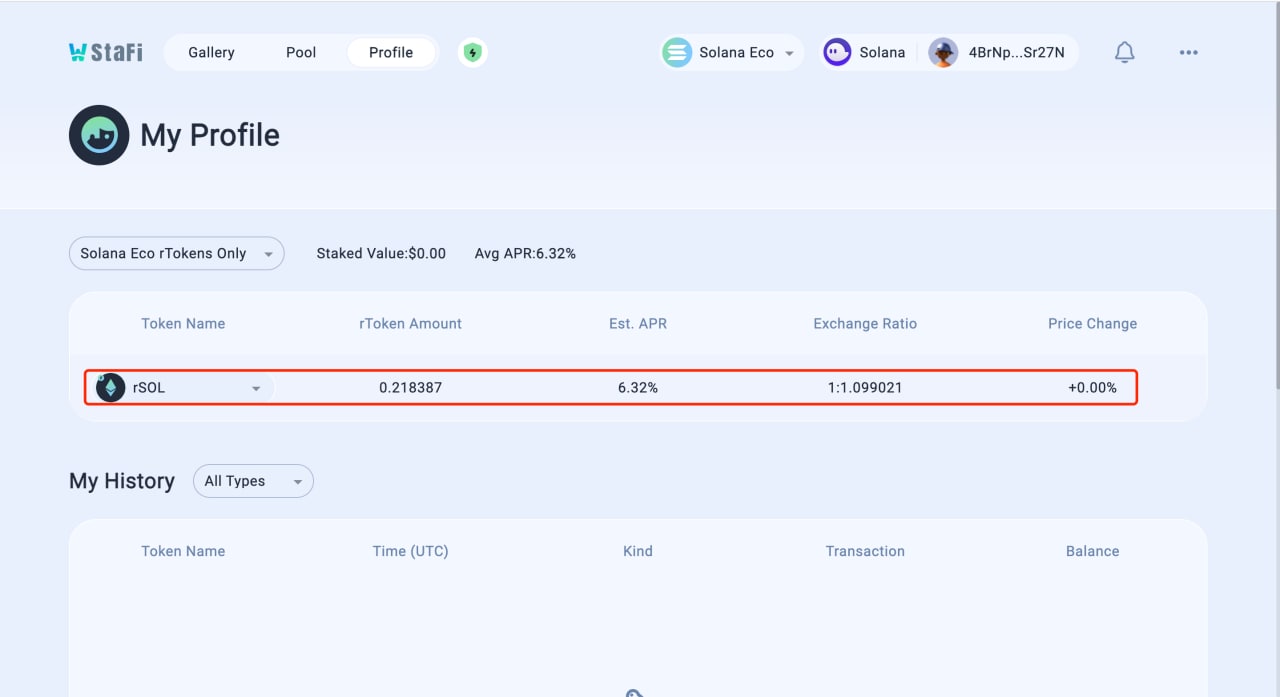 StaFi Gallery Pool Profile Solana Eco Solana 4BrNp...Sr27N
My Profile
Solana Eco rTokens Only Staked Value:$0.00 Avg APR:6.32%
Token Name rToken Amount Est. APR Exchange Ratio Price Change
rSOL 0.218387 6.32% 1:1.099021 +0.00%
My History All Types
Token Name Time (UTC) Kind Transaction Balance